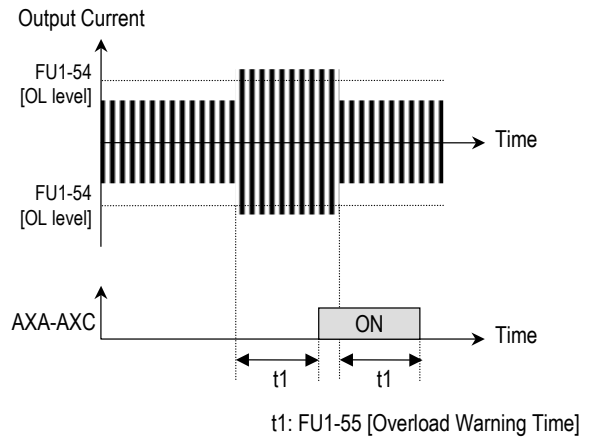 Output Current
FU1-54
[OL level]
Time
FU1-54
[OL level]
AXA-AXC
ON
Time
t1
t1
t1: FU1-55 [Overload Warning Time]